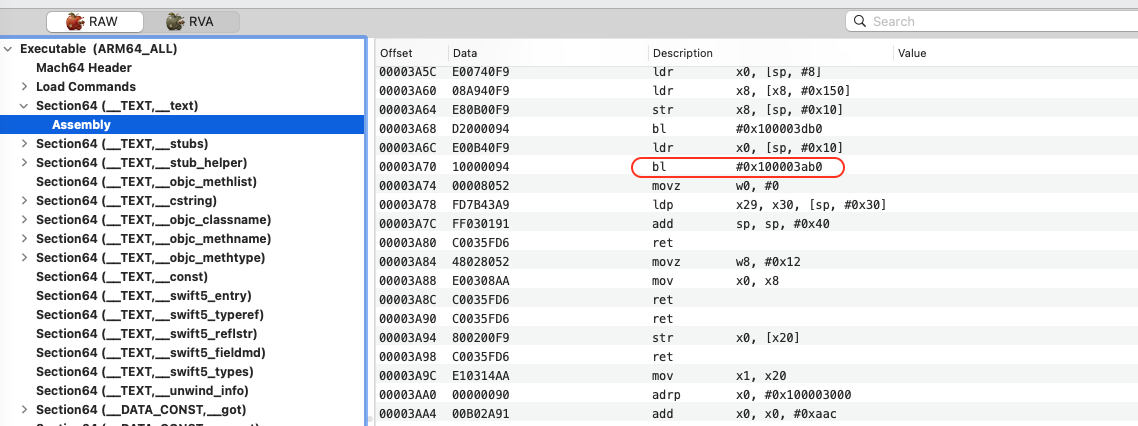 RAW
RVA
Search
Executable (ARM64_ALL)
Mach64 Header
Load Commands
Section64 (__TEXT,__text)
Assembly
Section64 (__TEXT,__stubs)
Section64 (__TEXT,__stub_helper)
Section64 (__TEXT,__objc_methlist)
Section64 (__TEXT,__cstring)
Section64 (__TEXT,__objc_classname)
Section64 (__TEXT,__objc_methname)
Section64 (__TEXT,__objc_methtype)
Section64 (__TEXT,__const)
Section64 (__TEXT,__swift5_entry)
Section64 (__TEXT,__swift5_typeref)
Section64 (__TEXT,__swift5_reflstr)
Section64 (__TEXT,__swift5_fieldmd)
Section64 (__TEXT,__swift5_types)
Section64 (__TEXT,__unwind_info)
Section64 (__DATA_CONST,__got)
Offset Data Description Value
00003A5C E00740F9 ldr x0, [sp, #8]
00003A60 08A940F9 ldr x8, [x8, #0x150]
00003A64 E80B00F9 str x8, [sp, #0x10]
00003A68 D2000094 bl #0x100003db0
00003A6C E00B40F9 ldr x0, [sp, #0x10]
00003A70 10000094 bl #0x100003ab0
00003A74 00008052 movz w0, #0
00003A78 FD7B43A9 ldp x29, x30, [sp, #0x30]
00003A7C FF030191 add sp, sp, #0x40
00003A80 C0035FD6 ret
00003A84 48028052 movz w8, #0x12
00003A88 E00308AA mov x0, x8
00003A8C C0035FD6 ret
00003A90 C0035FD6 ret
00003A94 800200F9 str x0, [x20]
00003A98 C0035FD6 ret
00003A9C E10314AA mov x1, x20
00003AA0 00000090 adrp x0, #0x100003000
00003AA4 00B02A91 add x0, x0, #0xaac